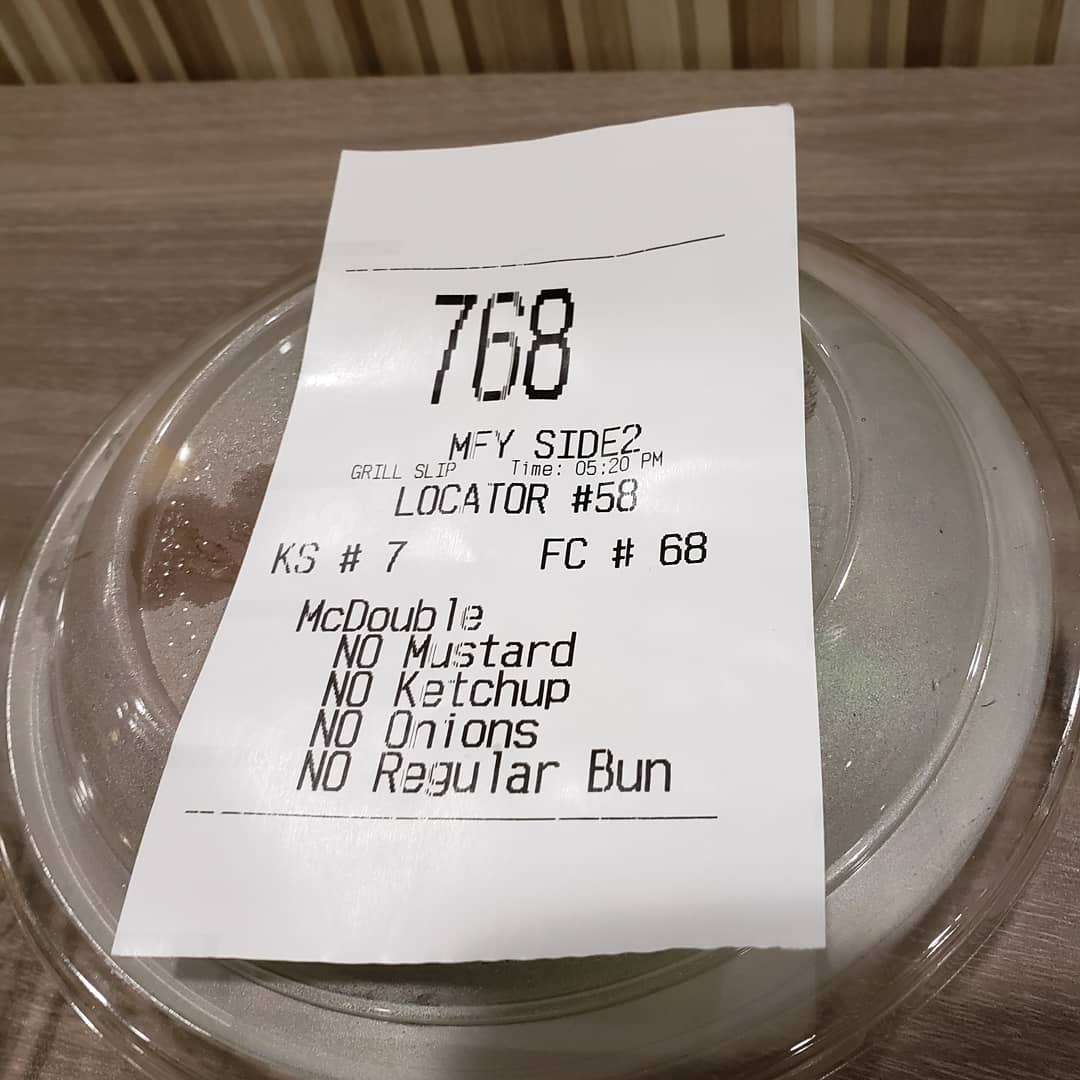 768
MFY SIDE2
GRILL SLIP Time: 05:20 PM
LOCATOR #58
KS # 7 FC # 68
McDouble
NO Mustard
NO Ketchup
NO Onions
NO Regular Bun